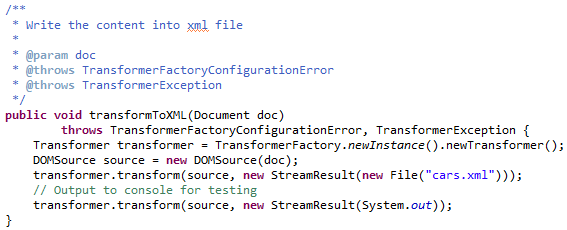 /**
 * Write the content into xml file
 *
 * @param doc
 * @throws TransformerFactoryConfigurationError
 * @throws TransformerException
 */
public void transformToXML(Document doc)
        throws TransformerFactoryConfigurationError, TransformerException {
    Transformer transformer = TransformerFactory.newInstance().newTransformer();
    DOMSource source = new DOMSource(doc);
    transformer.transform(source, new StreamResult(new File("cars.xml")));
    // Output to console for testing
    transformer.transform(source, new StreamResult(System.out));
}